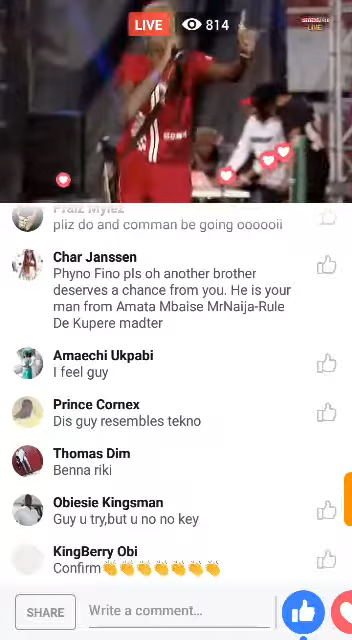 LIVE 814
LIVE
Praiz Mylez
pliz do and comman be going oooooii
Char Janssen
Phyno Fino pls oh another brother
deserves a chance from you. He is your
man from Amata Mbaise MrNaija-Rule
De Kupere madter
Amaechi Ukpabi
I feel guy
Prince Cornex
Dis guy resembles tekno
Thomas Dim
Benna riki
Obiesie Kingsman
Guy u try,but u no no key
KingBerry Obi
Confirm👏👏👏👏👏👏👏
SHARE
Write a comment...